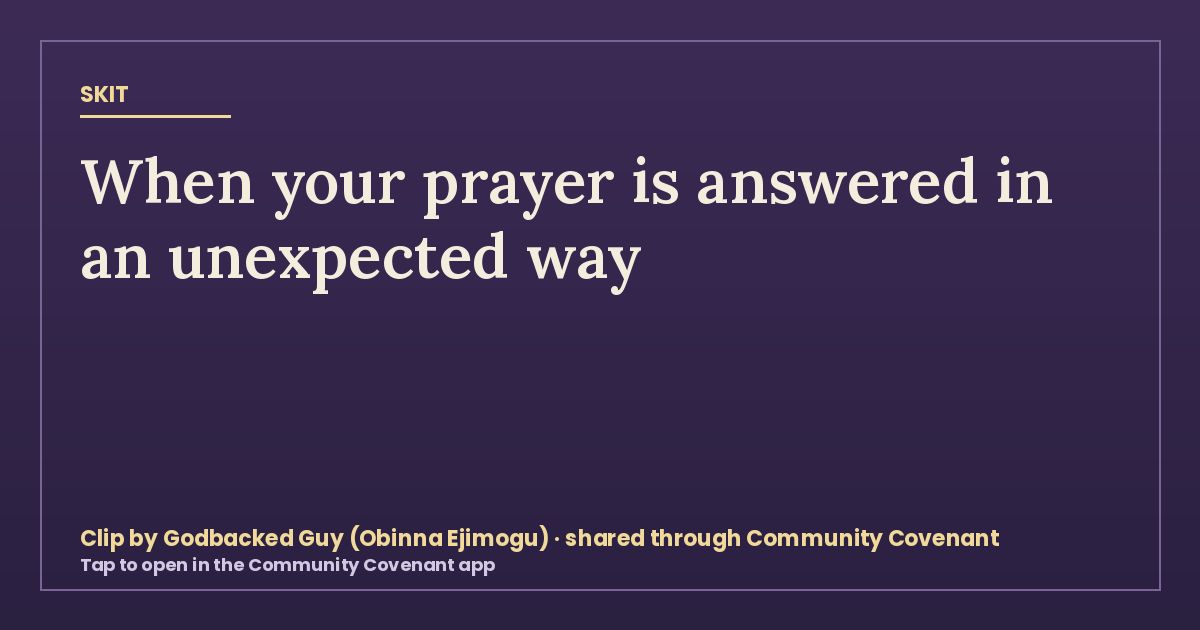 SKIT
When your prayer is answered in
an unexpected way
Clip by Godbacked Guy (Obinna Ejimogu) · shared through Community Covenant
Tap to open in the Community Covenant app